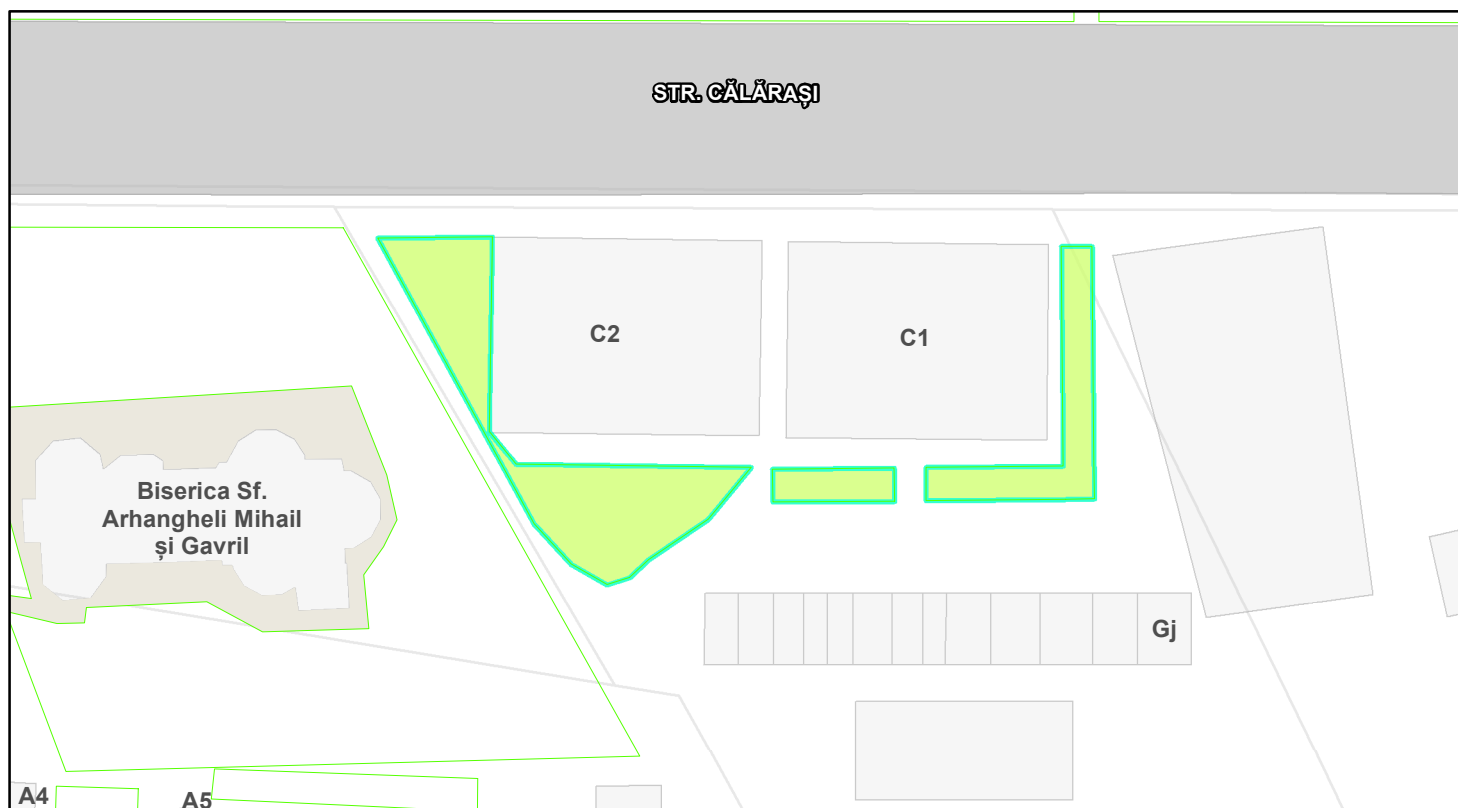 STR. CĂLĂRAȘI
C2
C1
Biserica Sf.
Arhangheli Mihail
și Gavril
Gj
A4
A5